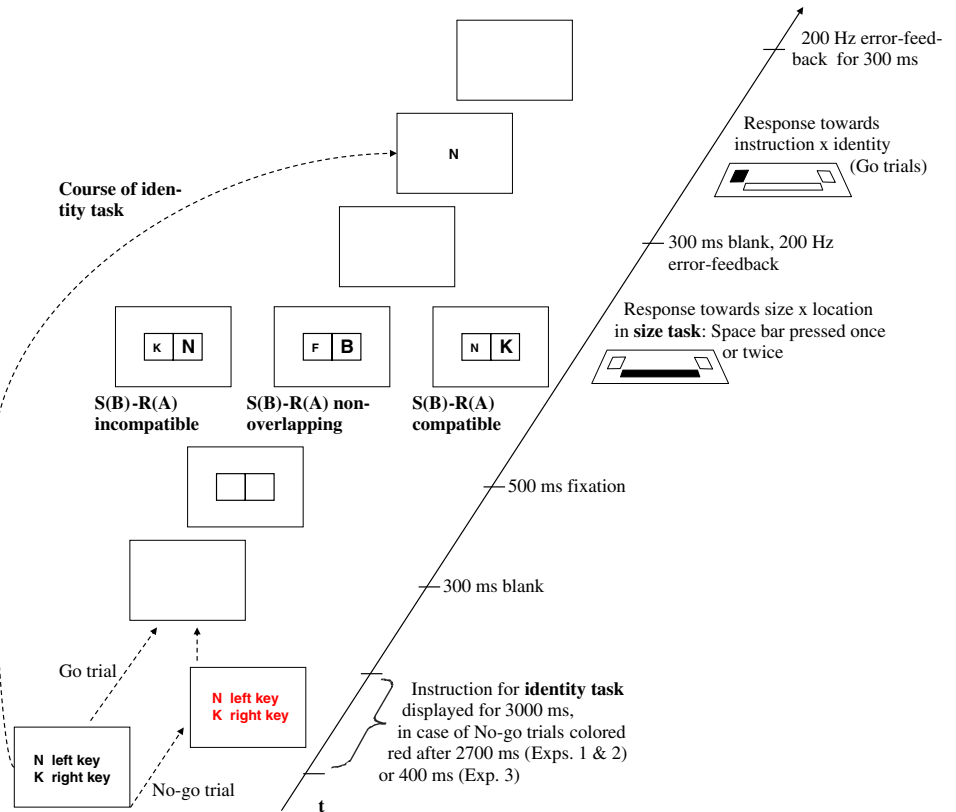 200 Hz error-feed-
back for 300 ms
Response towards
instruction x identity
(Go trials)
N
Course of iden-
tity task
300 ms blank, 200 Hz
error-feedback
Response towards size x location
in size task: Space bar pressed once
or twice
K N
F B
N K
S(B)-R(A)
incompatible
S(B)-R(A) non-
overlapping
S(B)-R(A)
compatible
500 ms fixation
300 ms blank
Go trial
N left key
K right key
Instruction for identity task
displayed for 3000 ms,
in case of No-go trials colored
red after 2700 ms (Exps. 1 & 2)
or 400 ms (Exp. 3)
N left key
K right key
No-go trial
t